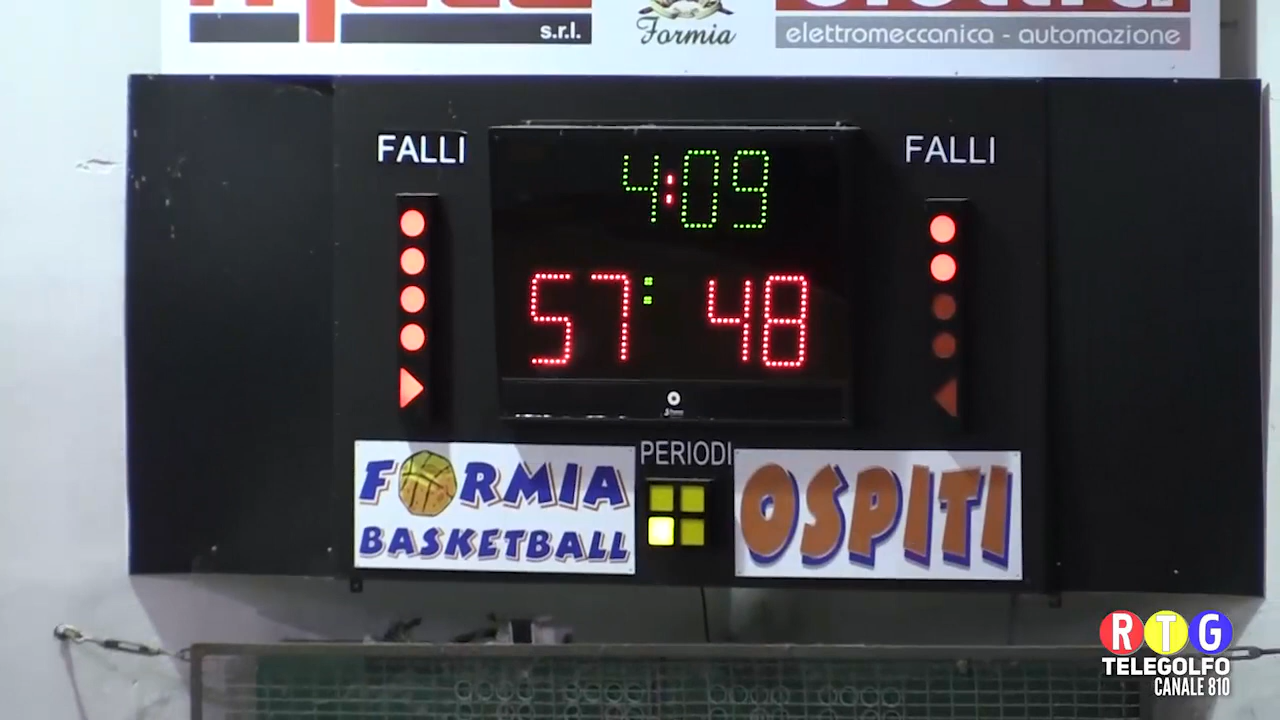 s.r.l.
Formia
elettromeccanica - automazione
FALLI
FALLI
4:09
57:48
PERIODI
FORMIA
BASKETBALL
OSPITI
RTG
TELEGOLFO
CANALE 810